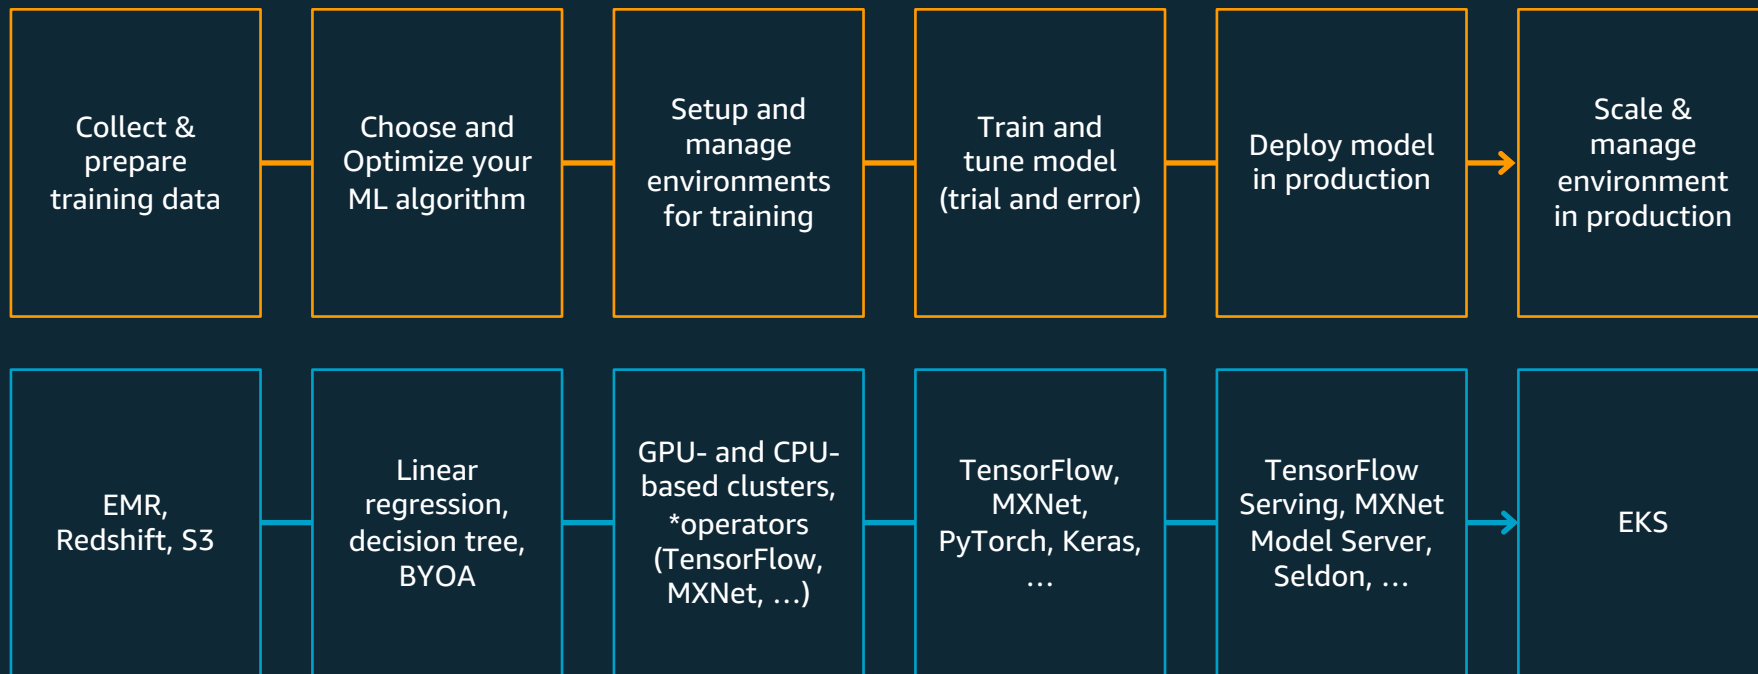 Collect &
prepare
training data
Choose and
Optimize your
ML algorithm
Setup and
manage
environments
for training
Train and
tune model
(trial and error)
Deploy model
in production
Scale &
manage
environment
in production
EMR,
Redshift, S3
Linear
regression,
decision tree,
BYOA
GPU- and CPU-
based clusters,
*operators
(TensorFlow,
MXNet, …)
TensorFlow,
MXNet,
PyTorch, Keras,
…
TensorFlow
Serving, MXNet
Model Server,
Seldon, …
EKS